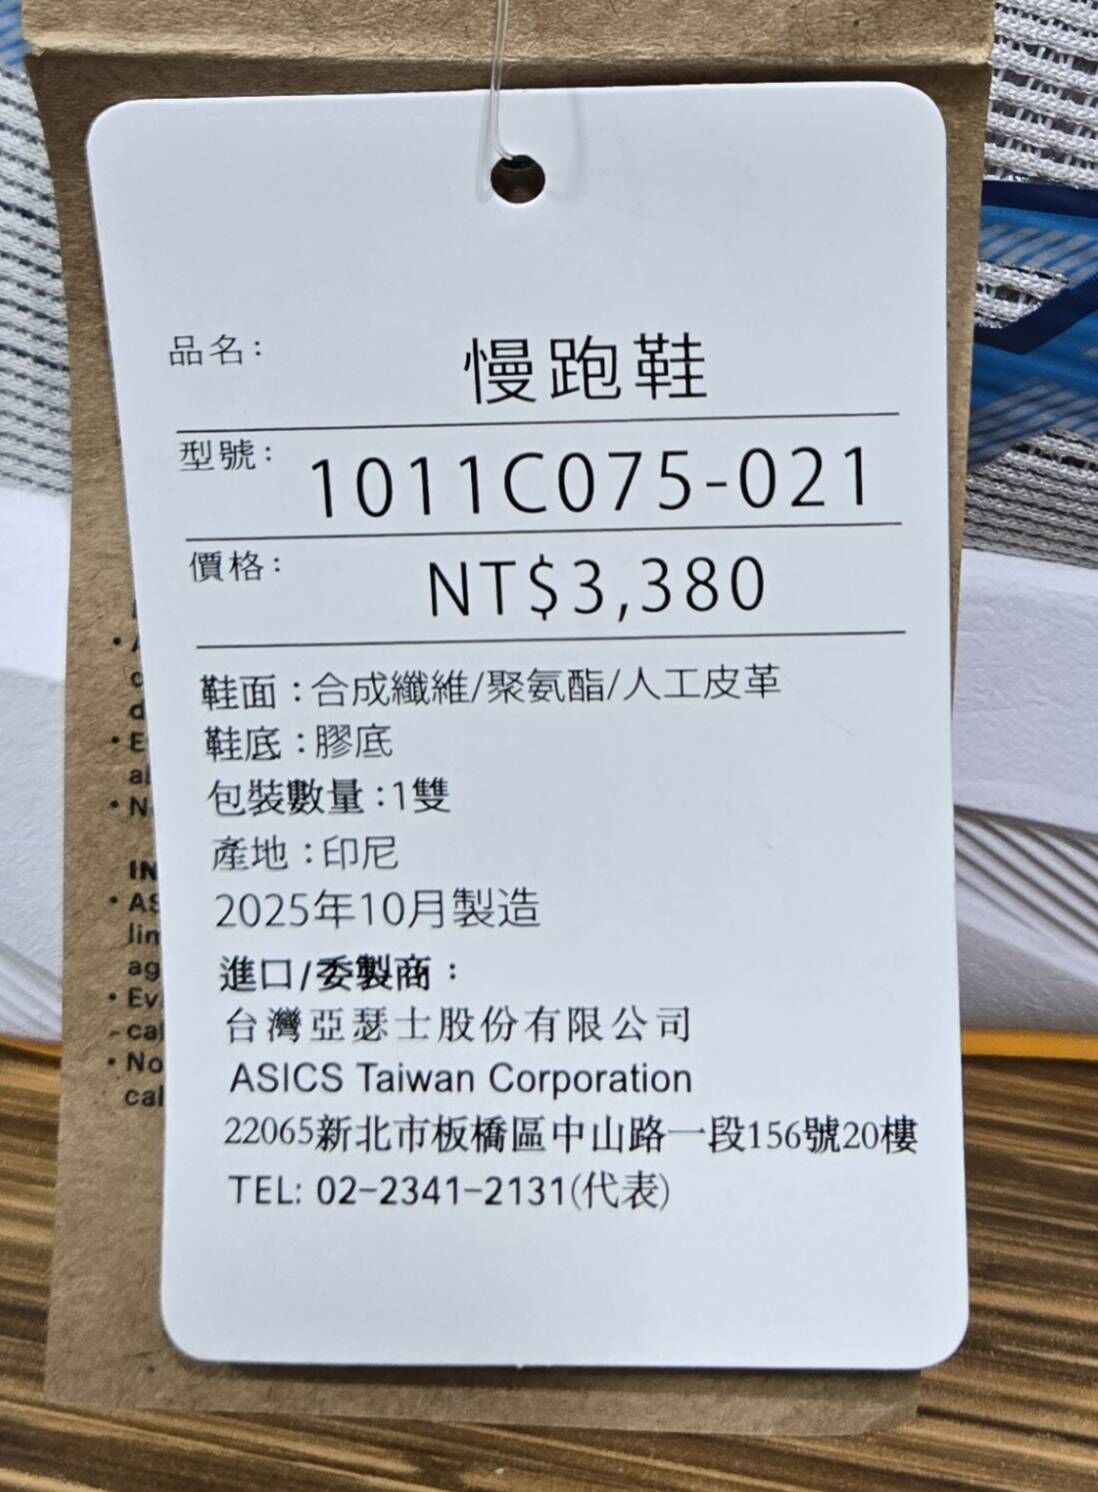 品名:
慢跑鞋
型號:
1011C075-021
價格:
NT$3,380
鞋面：合成纖維/聚氨酯/人工皮革
鞋底：膠底
包裝數量：1雙
產地：印尼
2025年10月製造
進口/委製商：
台灣亞瑟士股份有限公司
ASICS Taiwan Corporation
22065新北市板橋區中山路一段156號20樓
TEL: 02-2341-2131(代表)